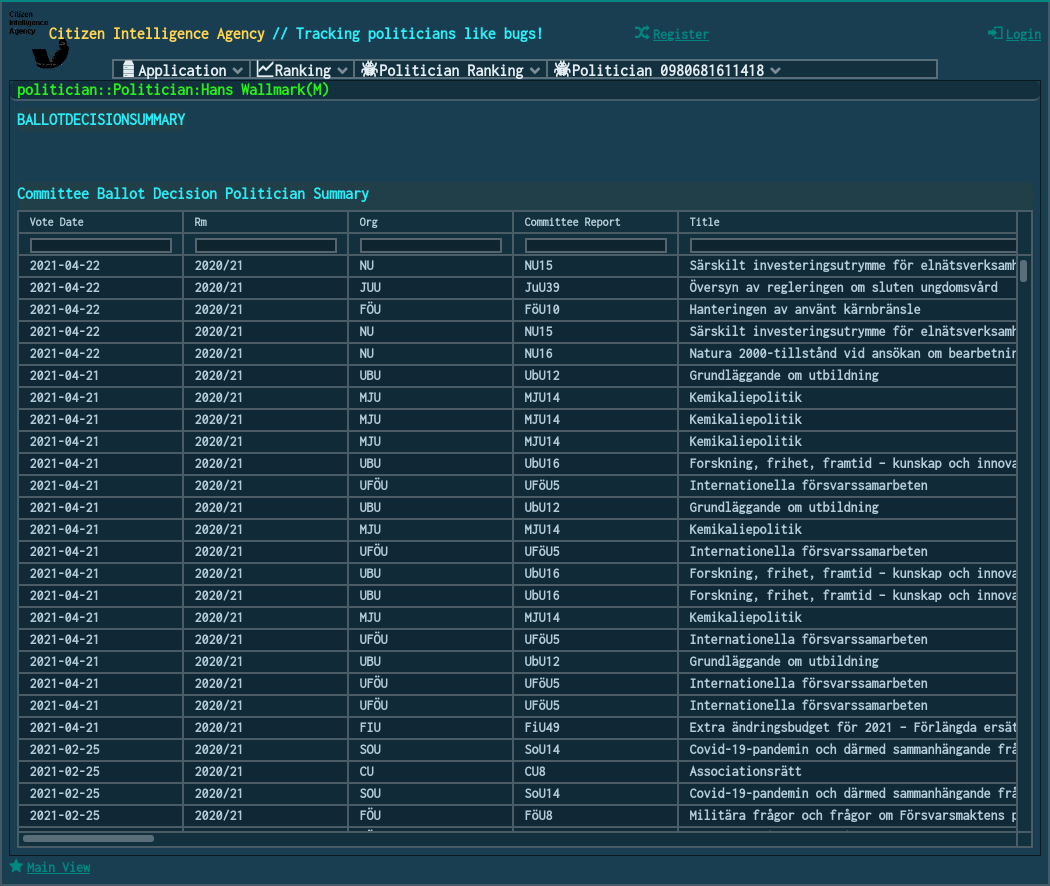 Citizen
Intelligence
Agency
Citizen Intelligence Agency // Tracking politicians like bugs!
Register
Login
Application Ranking Politician Ranking Politician 0980681611418
politician::Politician:Hans Wallmark(M)
BALLOTDECISIONSUMMARY
Committee Ballot Decision Politician Summary
Vote Date Rm Org Committee Report Title
2021-04-22 2020/21 NU NU15 Särskilt investeringsutrymme för elnätsverksamh
2021-04-22 2020/21 JUU JuU39 Översyn av regleringen om sluten ungdomsvård
2021-04-22 2020/21 FÖU FöU10 Hanteringen av använt kärnbränsle
2021-04-22 2020/21 NU NU15 Särskilt investeringsutrymme för elnätsverksamh
2021-04-22 2020/21 NU NU16 Natura 2000-tillstånd vid ansökan om bearbetnin
2021-04-21 2020/21 UBU UbU12 Grundläggande om utbildning
2021-04-21 2020/21 MJU MJU14 Kemikaliepolitik
2021-04-21 2020/21 MJU MJU14 Kemikaliepolitik
2021-04-21 2020/21 MJU MJU14 Kemikaliepolitik
2021-04-21 2020/21 UBU UbU16 Forskning, frihet, framtid – kunskap och innova
2021-04-21 2020/21 UFÖU UFöU5 Internationella försvarssamarbeten
2021-04-21 2020/21 UBU UbU12 Grundläggande om utbildning
2021-04-21 2020/21 MJU MJU14 Kemikaliepolitik
2021-04-21 2020/21 UFÖU UFöU5 Internationella försvarssamarbeten
2021-04-21 2020/21 UBU UbU16 Forskning, frihet, framtid – kunskap och innova
2021-04-21 2020/21 UBU UbU16 Forskning, frihet, framtid – kunskap och innova
2021-04-21 2020/21 MJU MJU14 Kemikaliepolitik
2021-04-21 2020/21 UFÖU UFöU5 Internationella försvarssamarbeten
2021-04-21 2020/21 UBU UbU12 Grundläggande om utbildning
2021-04-21 2020/21 UFÖU UFöU5 Internationella försvarssamarbeten
2021-04-21 2020/21 UFÖU UFöU5 Internationella försvarssamarbeten
2021-04-21 2020/21 FIU FiU49 Extra ändringsbudget för 2021 – Förlängda ersät
2021-02-25 2020/21 SOU SoU14 Covid-19-pandemin och därmed sammanhängande frå
2021-02-25 2020/21 CU CU8 Associationsrätt
2021-02-25 2020/21 SOU SoU14 Covid-19-pandemin och därmed sammanhängande frå
2021-02-25 2020/21 FÖU FöU8 Militära frågor och frågor om Försvarsmaktens p
Main View